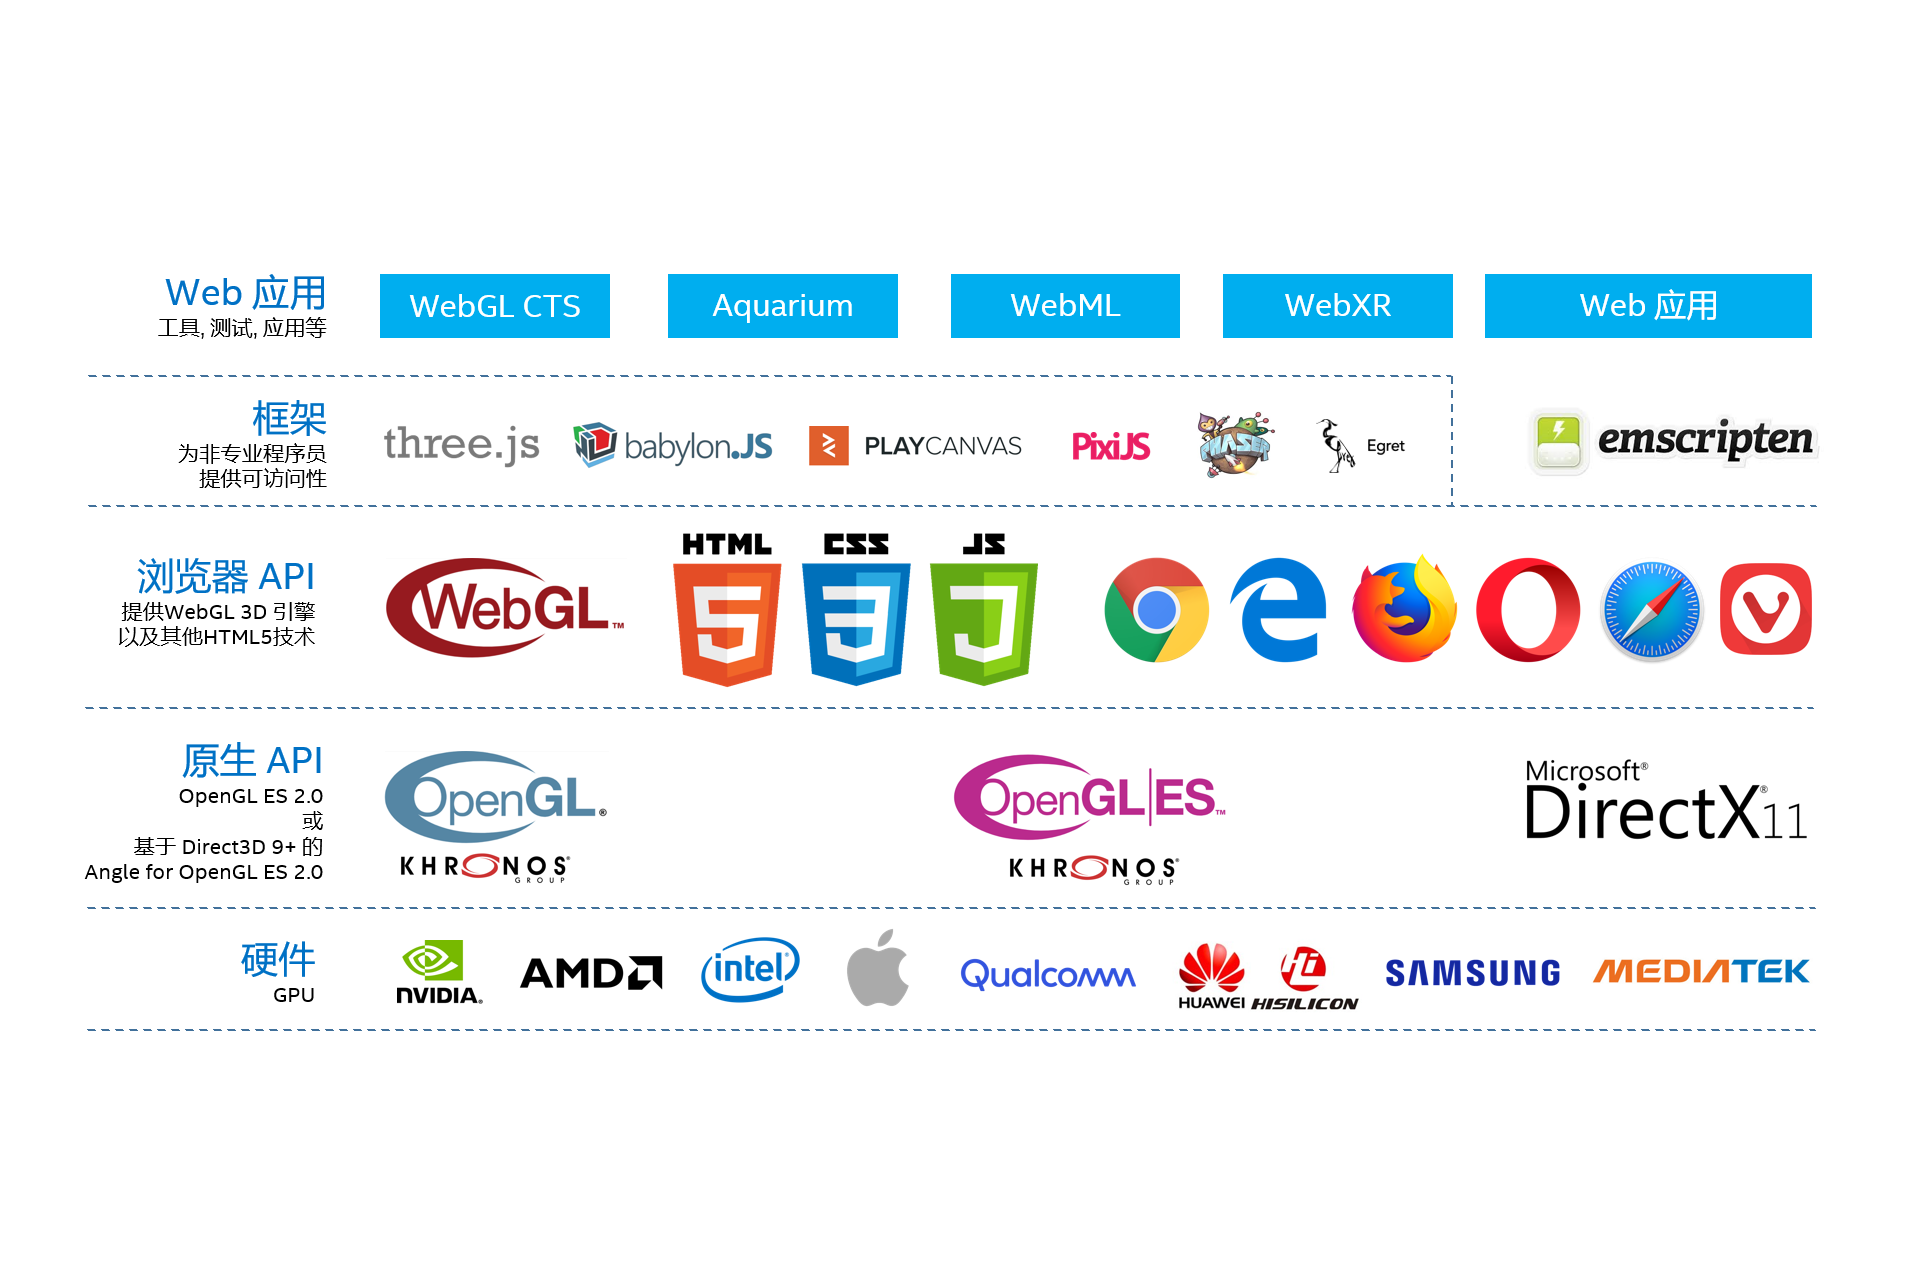 Web 应用
工具, 测试, 应用等
WebGL CTS
Aquarium
WebML
WebXR
Web 应用
框架
为非专业程序员
提供可访问性
three.js
babylon.JS
PLAYCANVAS
PixiJS
PHASER
Egret
emscripten
浏览器 API
提供WebGL 3D 引擎
以及其他HTML5技术
WebGL™
HTML
5
CSS
3
JS
原生 API
OpenGL ES 2.0
或
基于 Direct3D 9+ 的
Angle for OpenGL ES 2.0
OpenGL®
KHRONOS®
GROUP
OpenGL|ES™
KHRONOS®
GROUP
Microsoft®
DirectX®11
硬件
GPU
NVIDIA®
AMD
intel®
Qualcomm
HUAWEI
Hi
HISILICON
SAMSUNG
MEDIATEK